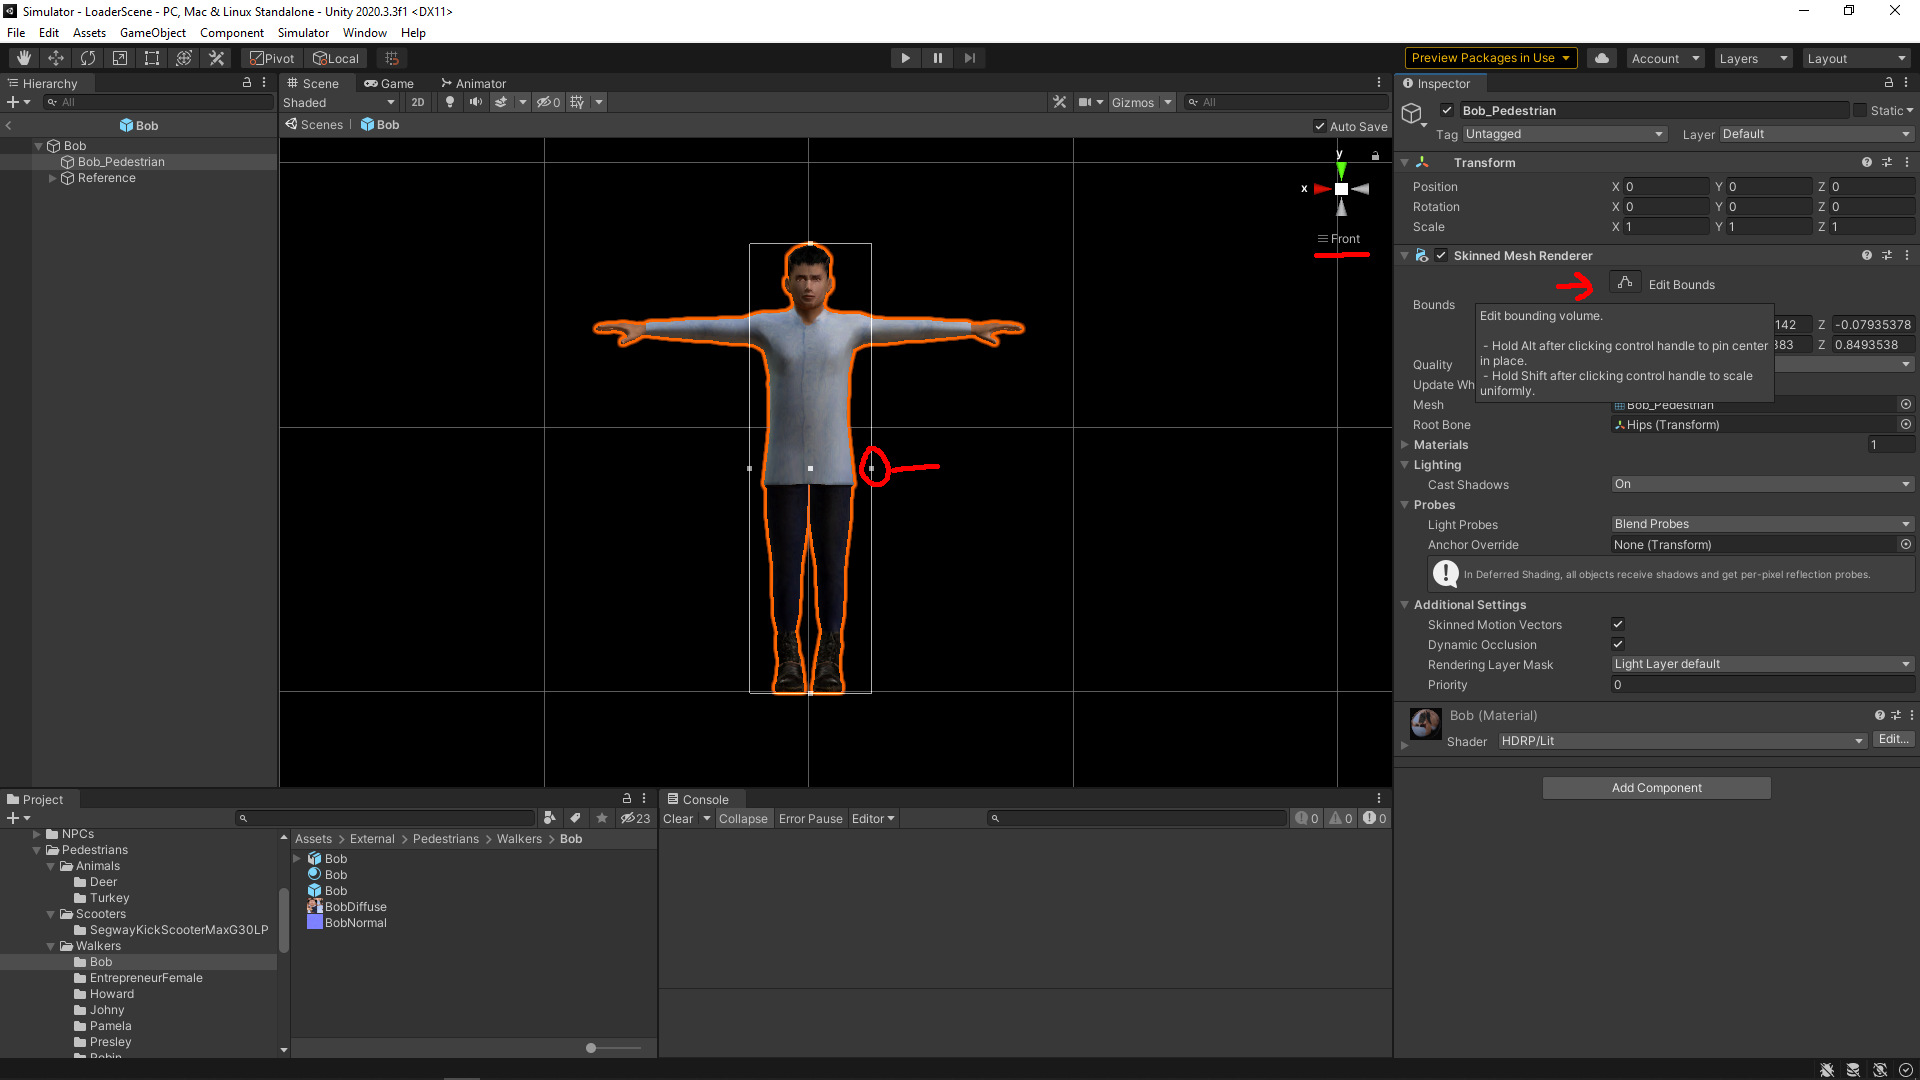 Simulator - LoaderScene - PC, Mac & Linux Standalone - Unity 2020.3.3f1 <DX11>
File Edit Assets GameObject Component Simulator Window Help
Pivot Local Preview Packages in Use Account Layers Layout
Hierarchy
All
Bob
Bob
Bob_Pedestrian
Reference
Scene Game Animator
Shaded 2D 0 Gizmos All
Scenes Bob Auto Save
y
x
Front
Inspector
Bob_Pedestrian Static
Tag Untagged Layer Default
Transform
Position X 0 Y 0 Z 0
Rotation X 0 Y 0 Z 0
Scale X 1 Y 1 Z 1
Skinned Mesh Renderer
Edit Bounds
Bounds
Edit bounding volume.
- Hold Alt after clicking control handle to pin center
in place.
- Hold Shift after clicking control handle to scale
uniformly.
142 Z -0.07935378
383 Z 0.8493538
Quality
Update Wh
Mesh Bob_Pedestrian
Root Bone Hips (Transform)
Materials 1
Lighting
Cast Shadows On
Probes
Light Probes Blend Probes
Anchor Override None (Transform)
In Deferred Shading, all objects receive shadows and get per-pixel reflection probes.
Additional Settings
Skinned Motion Vectors
Dynamic Occlusion
Rendering Layer Mask Light Layer default
Priority 0
Bob (Material)
Shader HDRP/Lit Edit...
Add Component
Project
23
NPCs
Pedestrians
Animals
Deer
Turkey
Scooters
SegwayKickScooterMaxG30LP
Walkers
Bob
EntrepreneurFemale
Howard
Johny
Pamela
Presley
Robin
Assets > External > Pedestrians > Walkers > Bob
Bob
Bob
Bob
BobDiffuse
BobNormal
Console
Clear Collapse Error Pause Editor 0 0 0